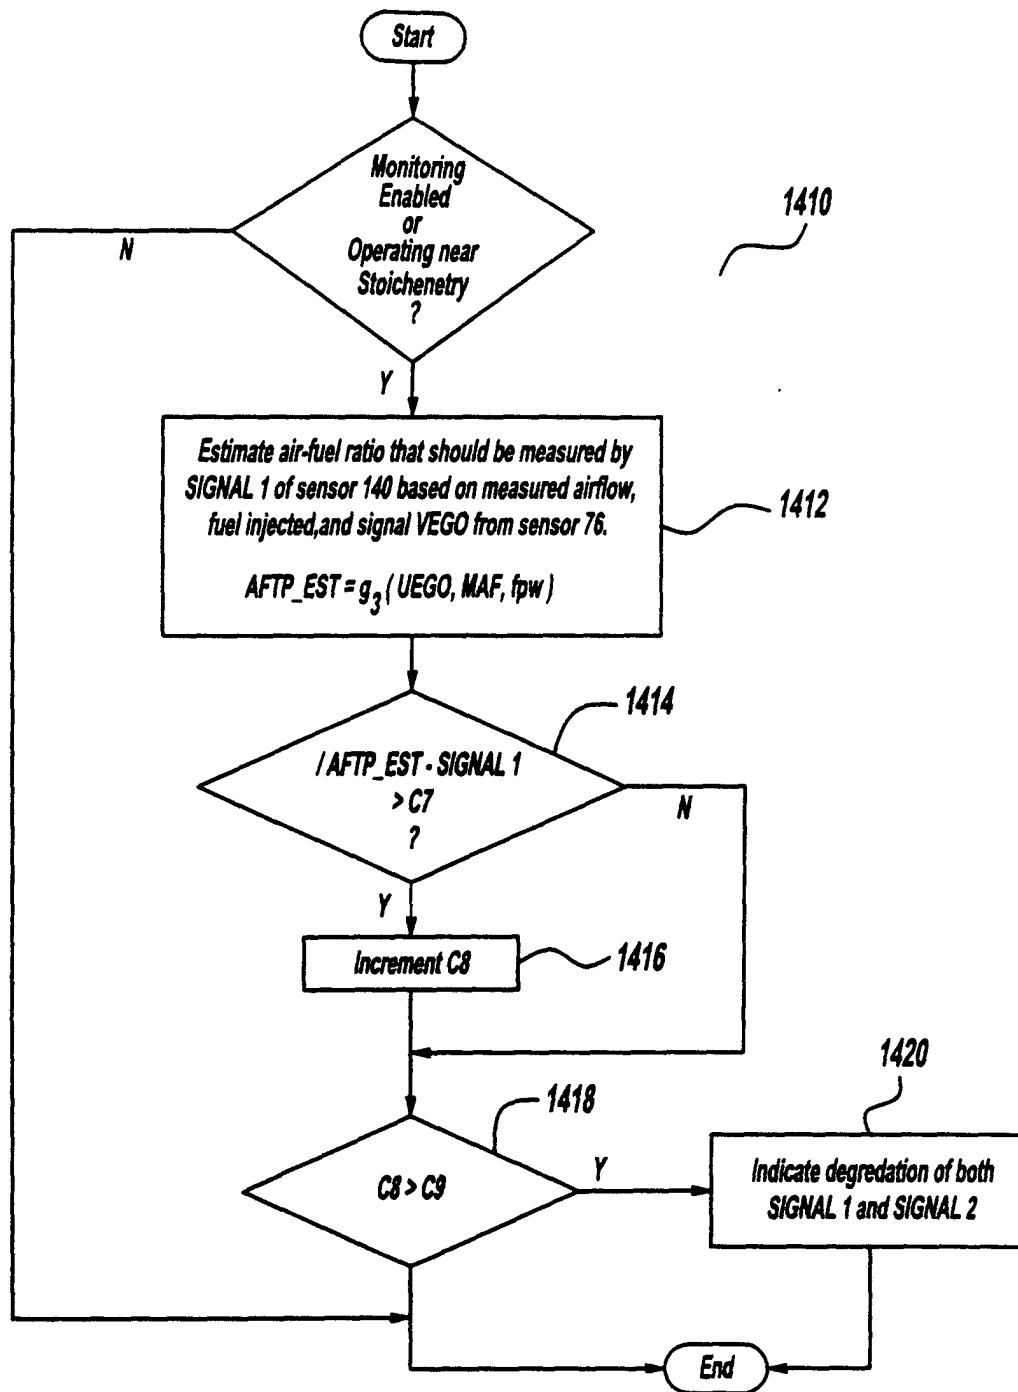 Start
Monitoring
Enabled
or
Operating near
Stoichenetry
?
1410
N
Y
Estimate air-fuel ratio that should be measured by
SIGNAL 1 of sensor 140 based on measured airflow,
fuel injected,and signal VEGO from sensor 76.
AFTP_EST = g3 ( UEGO, MAF, fpw )
1412
1414
/ AFTP_EST - SIGNAL 1
> C7
?
N
Y
Increment C8
1416
1420
1418
C8 > C9
Y
Indicate degredation of both
SIGNAL 1 and SIGNAL 2
End